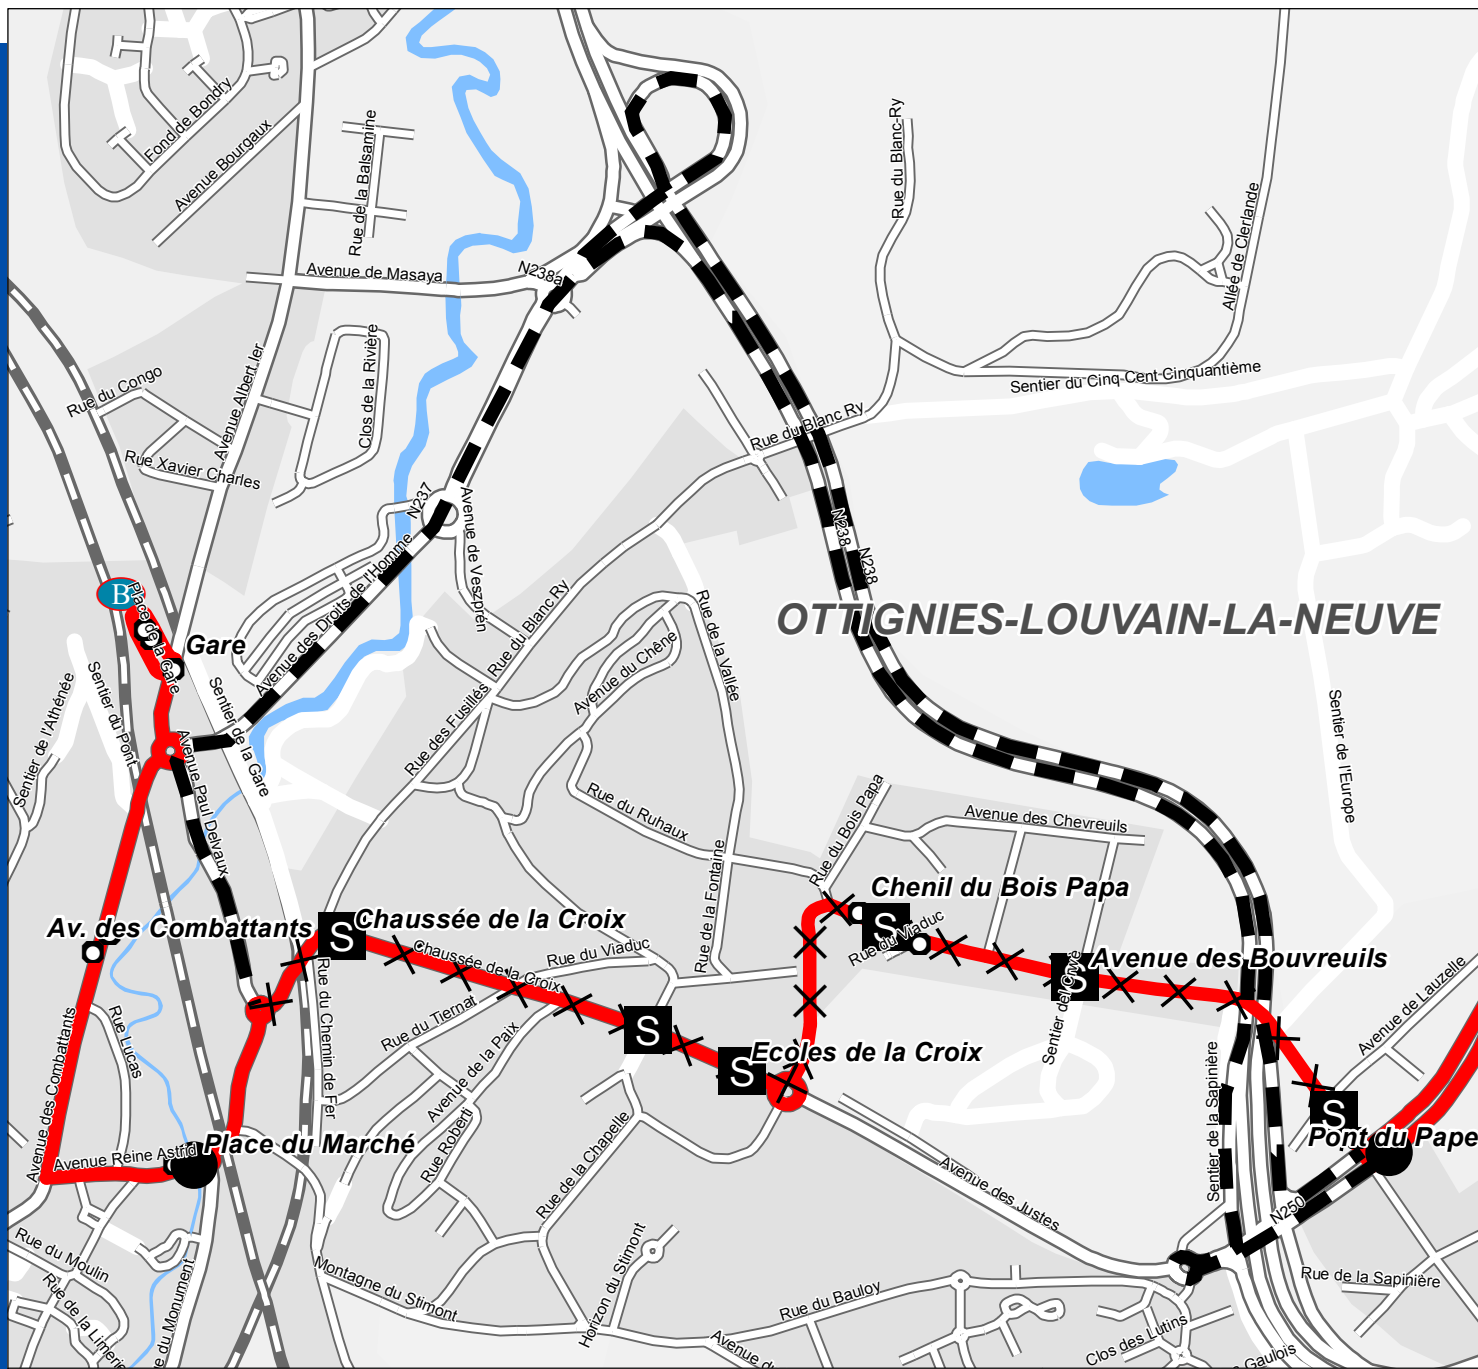 Fond de Bondry
Avenue Bourgaux
Rue de la Balsamine
Rue du Blanc-Ry
Allée de Clerlande
Avenue de Masaya
N238a
Rue du Congo
Avenue Albert Ier
Clos de la Rivière
Sentier du Cinq Cent Cinquantième
Rue du Blanc Ry
Rue Xavier Charles
N237
Avenue de Veszprén
N238
N238
Avenue des Droits de l'Homme
B
Place de la Gare
Gare
OTTIGNIES-LOUVAIN-LA-NEUVE
Rue du Blanc Ry
Rue de la Vallée
Avenue du Chêne
Sentier de l'Athénée
Sentier du Pont
Sentier de la Gare
Rue des Fusillés
Sentier de l'Europe
Avenue Paul Delvaux
Rue du Ruhaux
Rue du Bois Papa
Avenue des Chevreuils
Chenil du Bois Papa
S
Av. des Combattants
S
Chaussée de la Croix
Rue de la Fontaine
Rue du Viaduc
Chaussée de la Croix
Rue du Viaduc
Avenue des Bouvreuils
S
Rue du Chemin de Fer
Rue du Tiernat
Avenue de Lauzelle
Avenue des Combattants
Rue Lucas
Avenue de la Paix
S
S
Ecoles de la Croix
S
Pont du Pape
Place du Marché
Avenue Reine Astrid
Rue Roberti
Rue de la Chapelle
Avenue des Justes
Sentier de la Sapinière
N250
Rue du Moulin
Rue du Monument
Montagne du Stimont
Horizon du Stimont
Rue du Bauloy
Rue de la Sapinière
Clos des Lutins
Gaulois